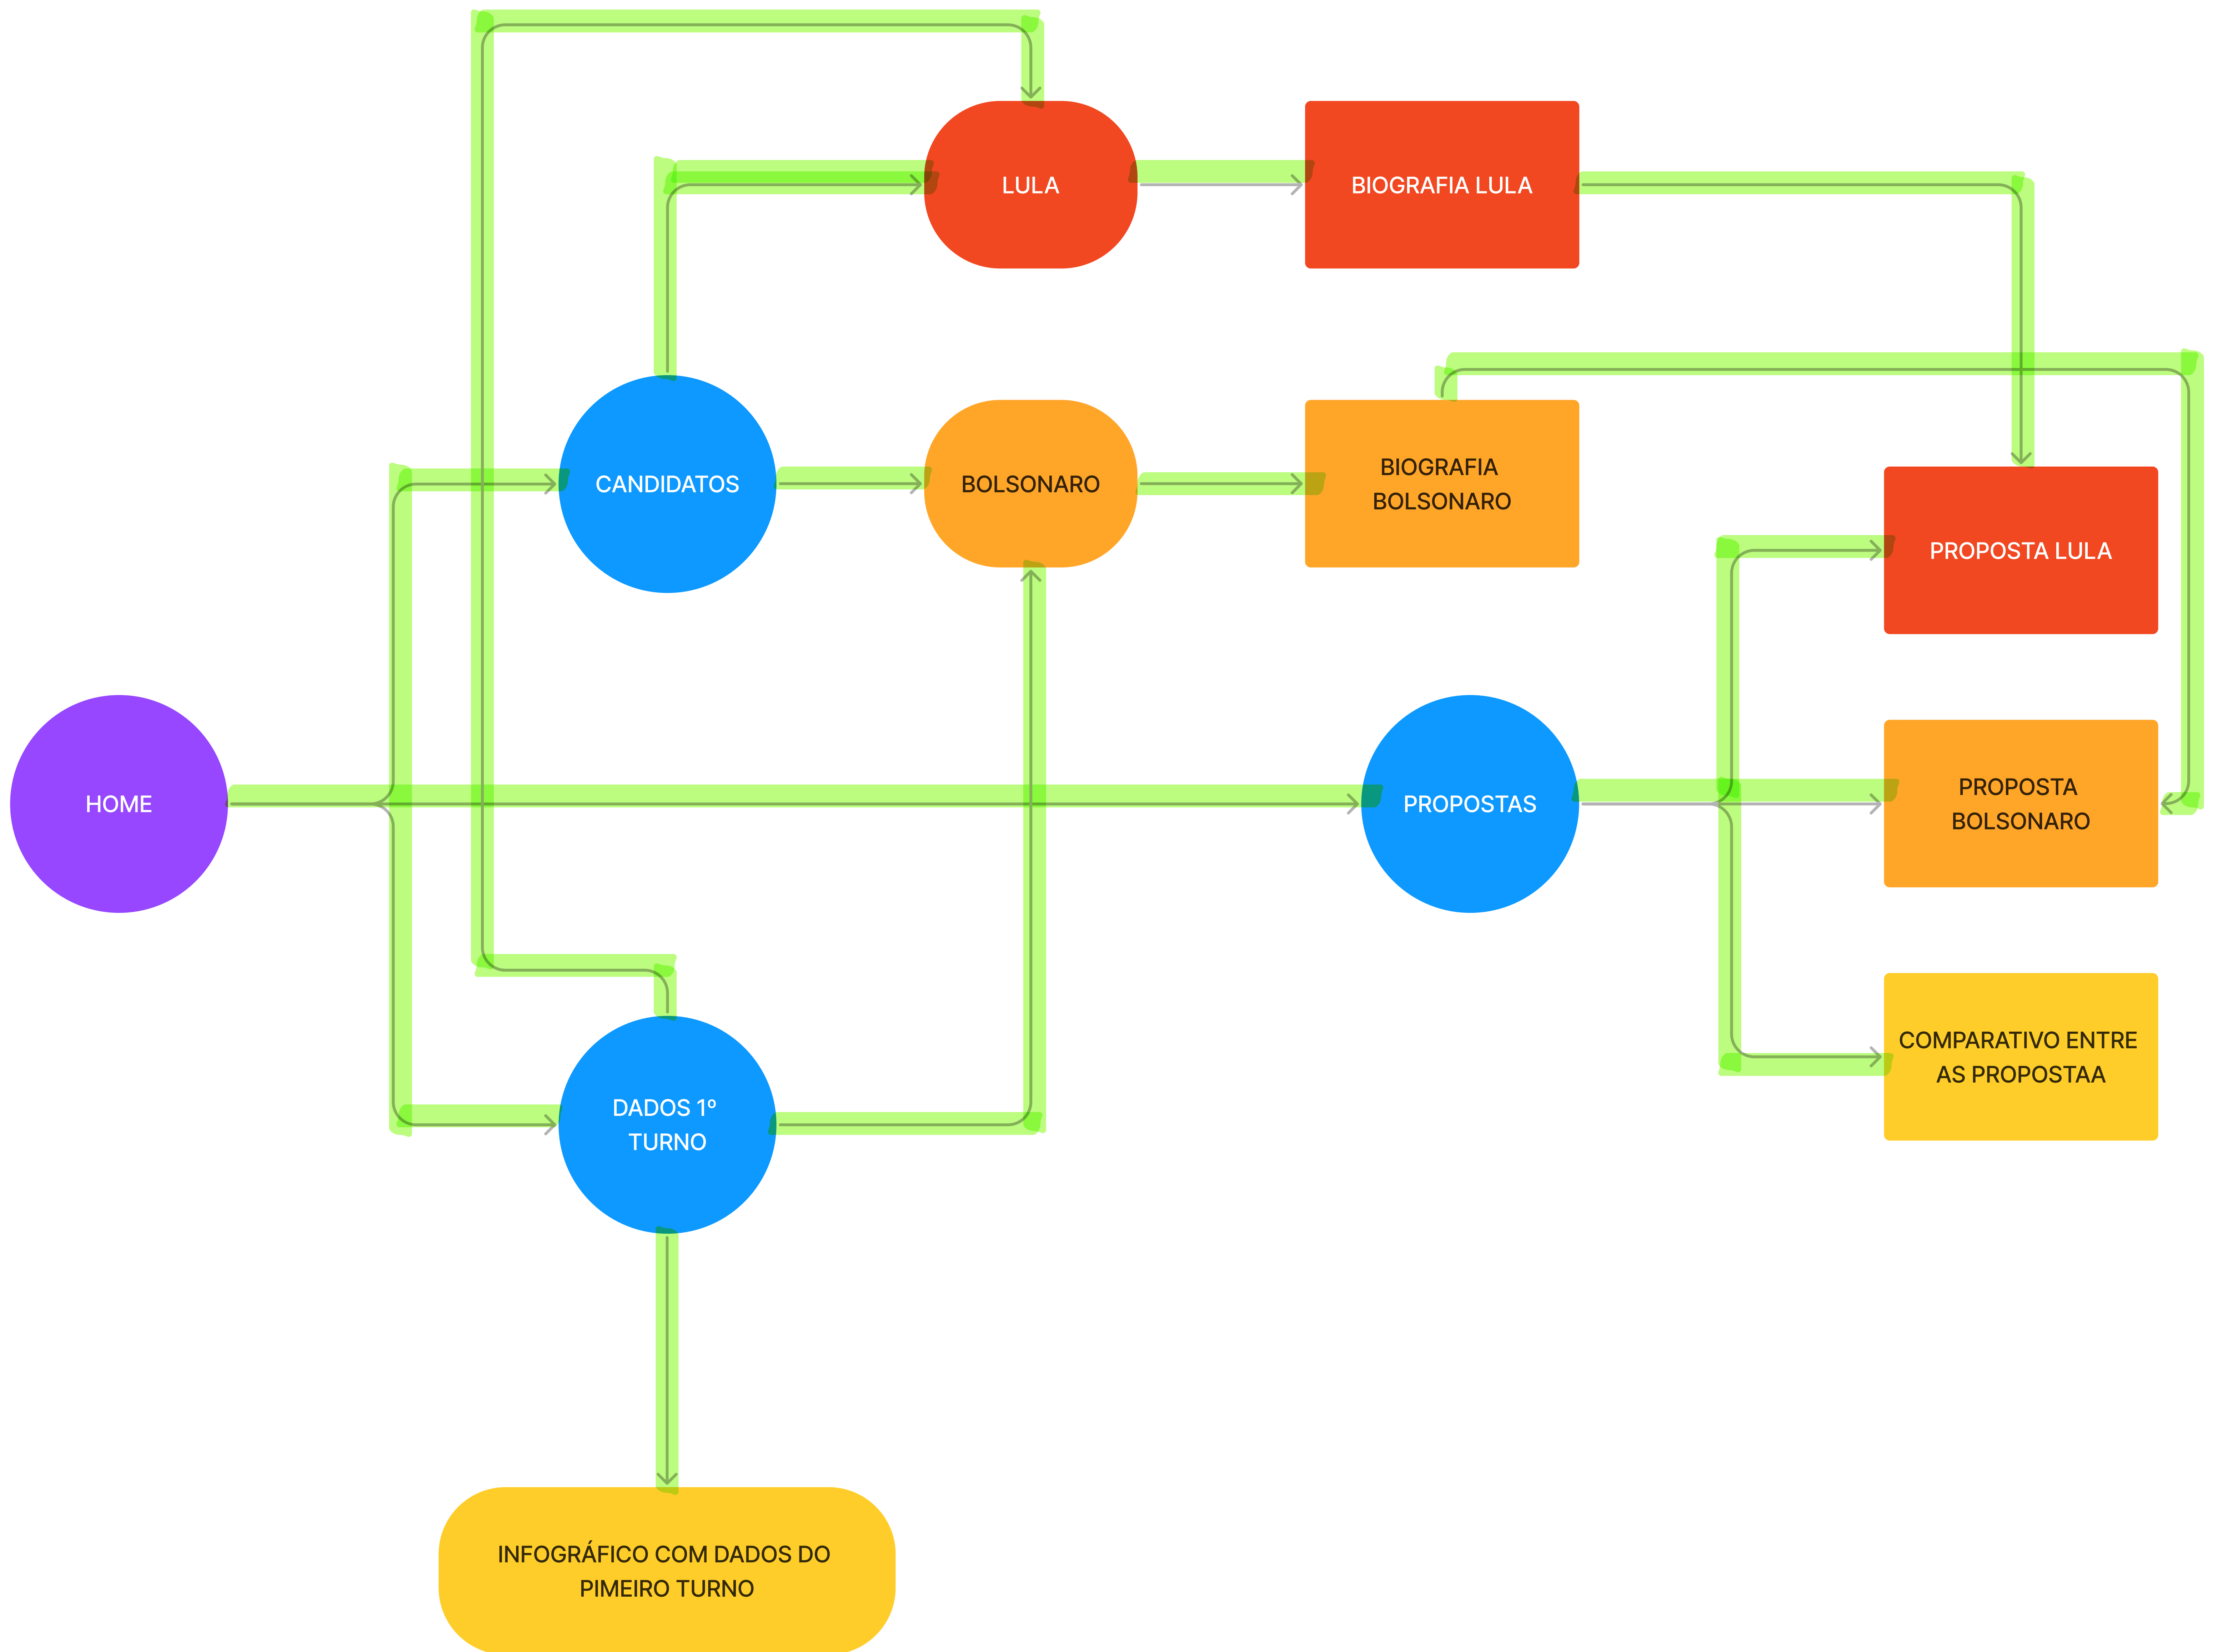 LULA
BIOGRAFIA LULA
CANDIDATOS
BOLSONARO
BIOGRAFIA
BOLSONARO
PROPOSTA LULA
HOME
PROPOSTAS
PROPOSTA
BOLSONARO
DADOS 1º
TURNO
COMPARATIVO ENTRE
AS PROPOSTAA
INFOGRÁFICO COM DADOS DO
PIMEIRO TURNO